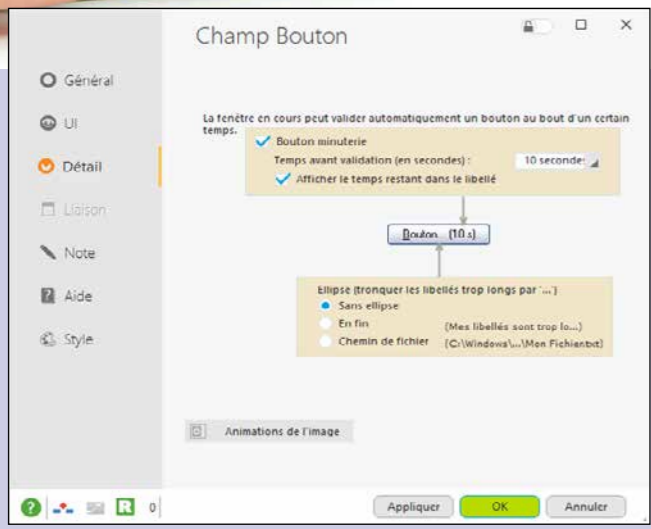 Champ Bouton
Général
UI
Détail
Liaison
Note
Aide
Style
La fenêtre en cours peut valider automatiquement un bouton au bout d'un certain
temps.
Bouton minuterie
Temps avant validation (en secondes) :
10 secondes
Afficher le temps restant dans le libellé
Bouton (10 s)
Ellipse (tronquer les libellés trop longs par '...')
Sans ellipse
En fin (Mes libellés sont trop lo...)
Chemin de fichier (C:\Windows\...\Mon Fichier.txt)
Animations de l'image
? R 0
Appliquer OK Annuler